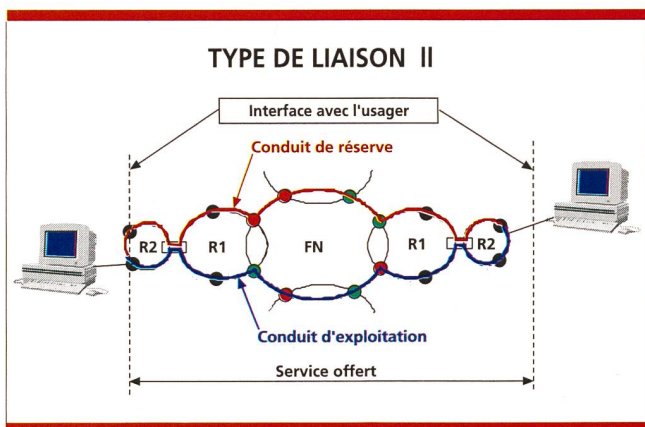 TYPE DE LIAISON II
Interface avec l'usager
Conduit de réserve
R2
R1
FN
R1
R2
Conduit d'exploitation
Service offert